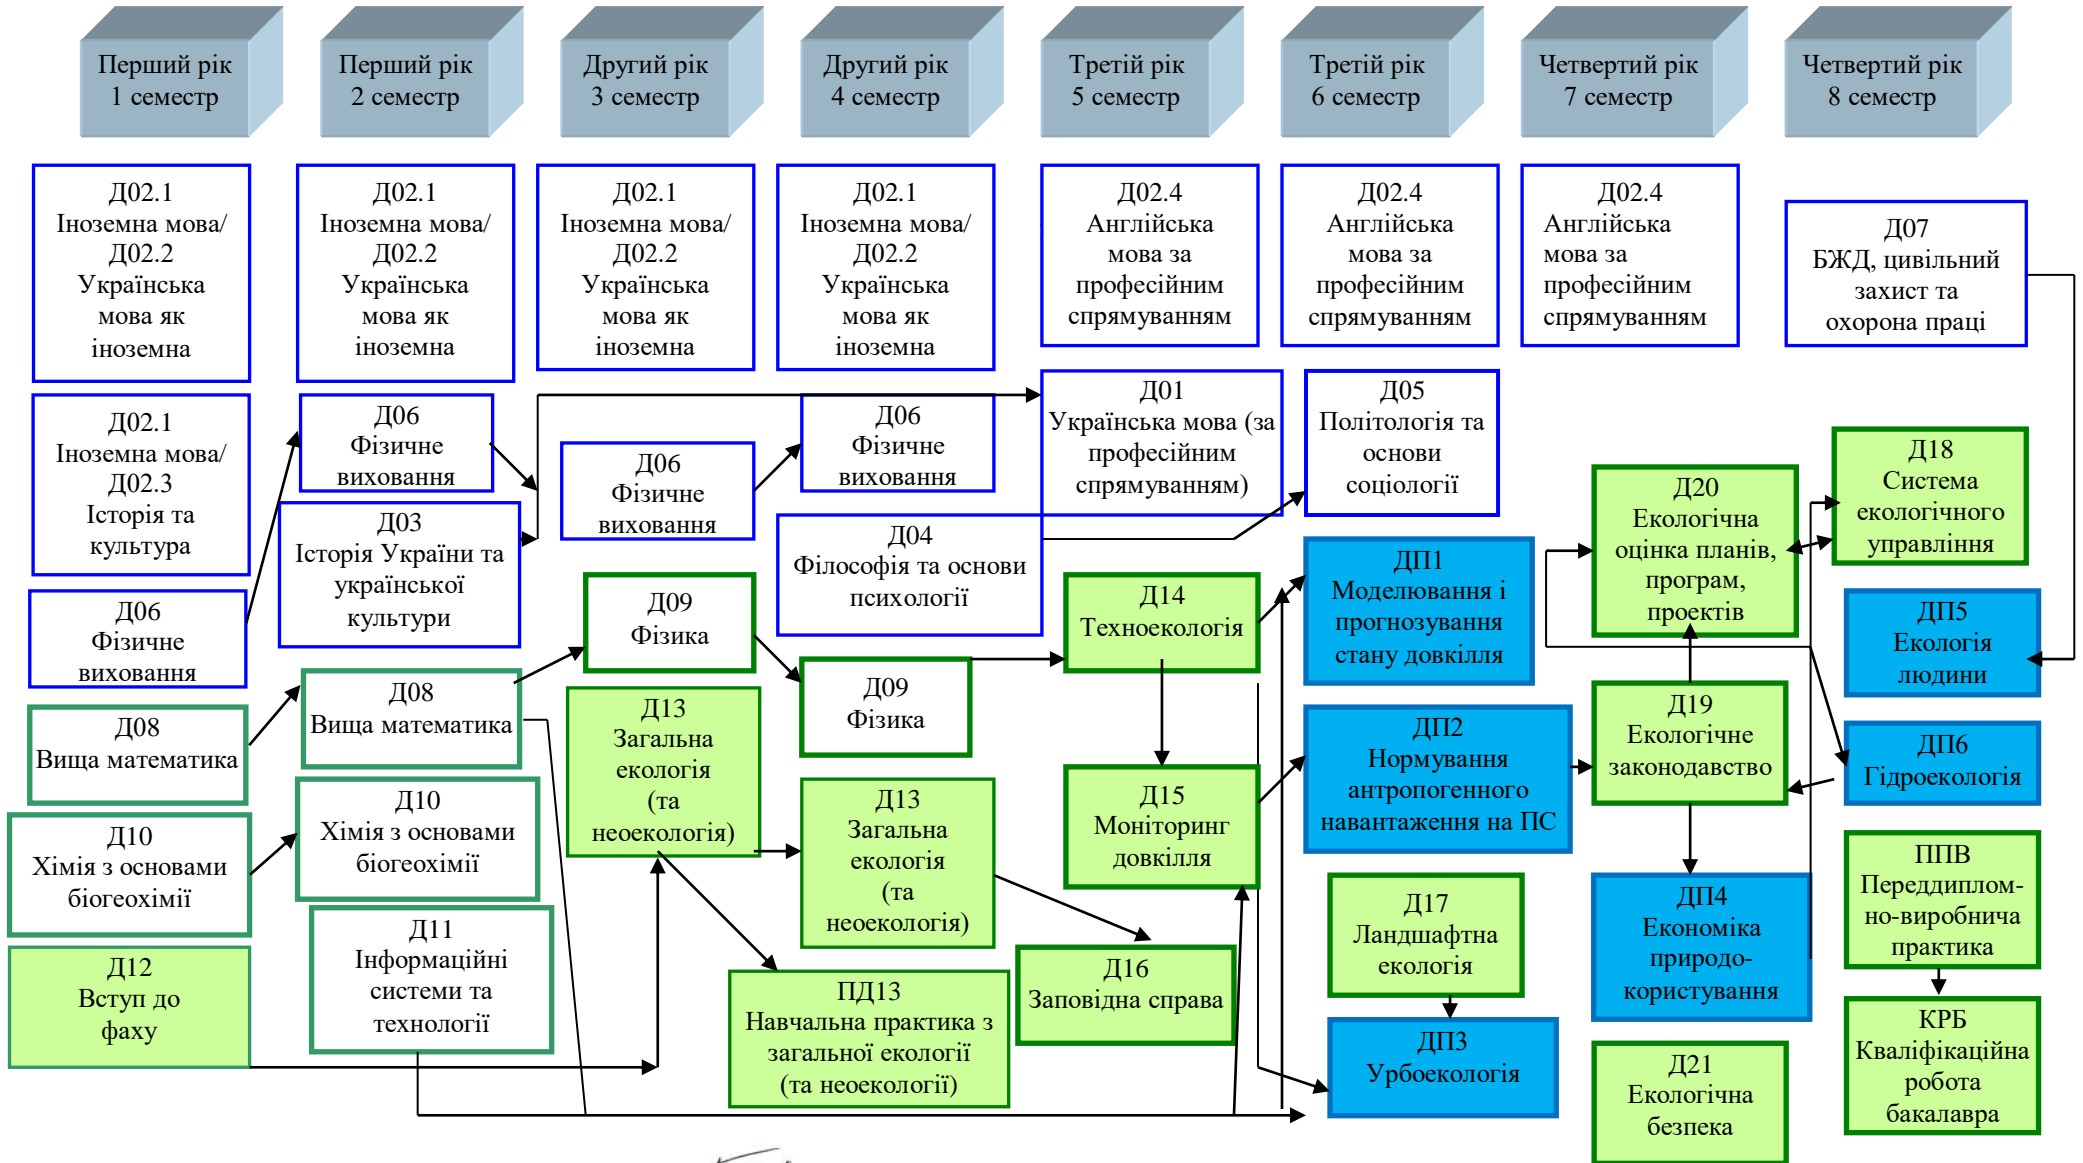 Перший рік
1 семестр
Перший рік
2 семестр
Другий рік
3 семестр
Другий рік
4 семестр
Третій рік
5 семестр
Третій рік
6 семестр
Четвертий рік
7 семестр
Четвертий рік
8 семестр
Д02.1
Іноземна мова/
Д02.2
Українська
мова як
іноземна
Д02.1
Іноземна мова/
Д02.3
Історія та
культура
Д06
Фізичне
виховання
Д08
Вища математика
Д10
Хімія з основами
біогеохімії
Д12
Вступ до
фаху
Д02.1
Іноземна мова/
Д02.2
Українська
мова як
іноземна
Д06
Фізичне
виховання
Д03
Історія України та
української
культури
Д08
Вища математика
Д10
Хімія з основами
біогеохімії
Д11
Інформаційні
системи та
технології
Д02.1
Іноземна мова/
Д02.2
Українська
мова як
іноземна
Д06
Фізичне
виховання
Д09
Фізика
Д13
Загальна
екологія
(та
неоекологія)
ПД13
Навчальна практика з
загальної екології
(та неоекології)
Д02.1
Іноземна мова/
Д02.2
Українська
мова як
іноземна
Д06
Фізичне
виховання
Д04
Філософія та основи
психології
Д09
Фізика
Д13
Загальна
екологія
(та
неоекологія)
Д02.4
Англійська
мова за
професійним
спрямуванням
Д01
Українська мова (за
професійним
спрямуванням)
Д14
Техноекологія
Д15
Моніторинг
довкілля
Д16
Заповідна справа
Д02.4
Англійська
мова за
професійним
спрямуванням
Д05
Політологія та
основи
соціології
ДП1
Моделювання і
прогнозування
стану довкілля
ДП2
Нормування
антропогенного
навантаження на ПС
Д17
Ландшафтна
екологія
ДП3
Урбоекологія
Д02.4
Англійська
мова за
професійним
спрямуванням
Д20
Екологічна
оцінка планів,
програм,
проектів
Д19
Екологічне
законодавство
ДП4
Економіка
природо-
користування
Д21
Екологічна
безпека
Д07
БЖД, цивільний
захист та
охорона праці
Д18
Система
екологічного
управління
ДП5
Екологія
людини
ДП6
Гідроекологія
ППВ
Переддиплом-
но-виробнича
практика
КРБ
Кваліфікаційна
робота
бакалавра